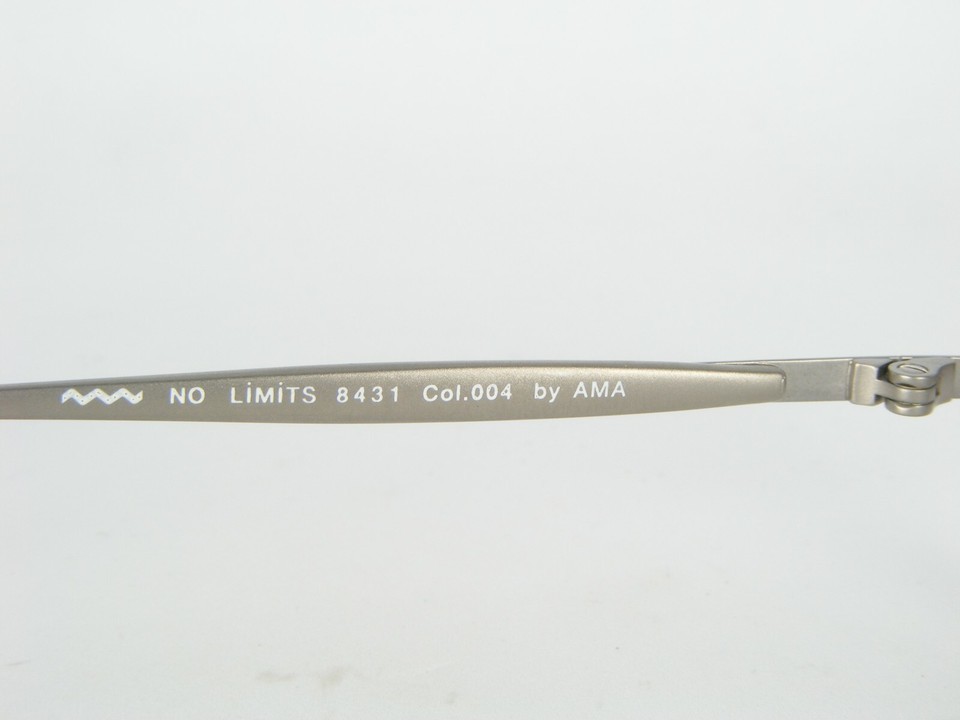 NO LiMiTS 8431 Col.004 by AMA